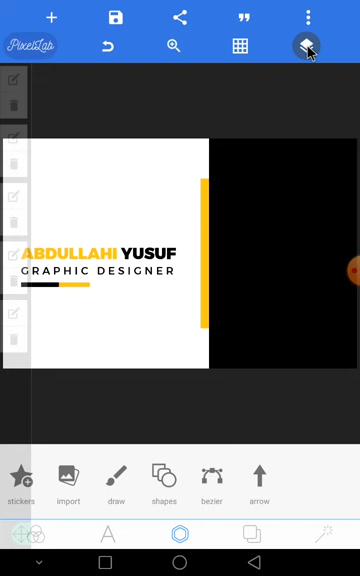 PixelLab
ABDULLAHI YUSUF
GRAPHIC DESIGNER
stickers
import
draw
shapes
bezier
arrow